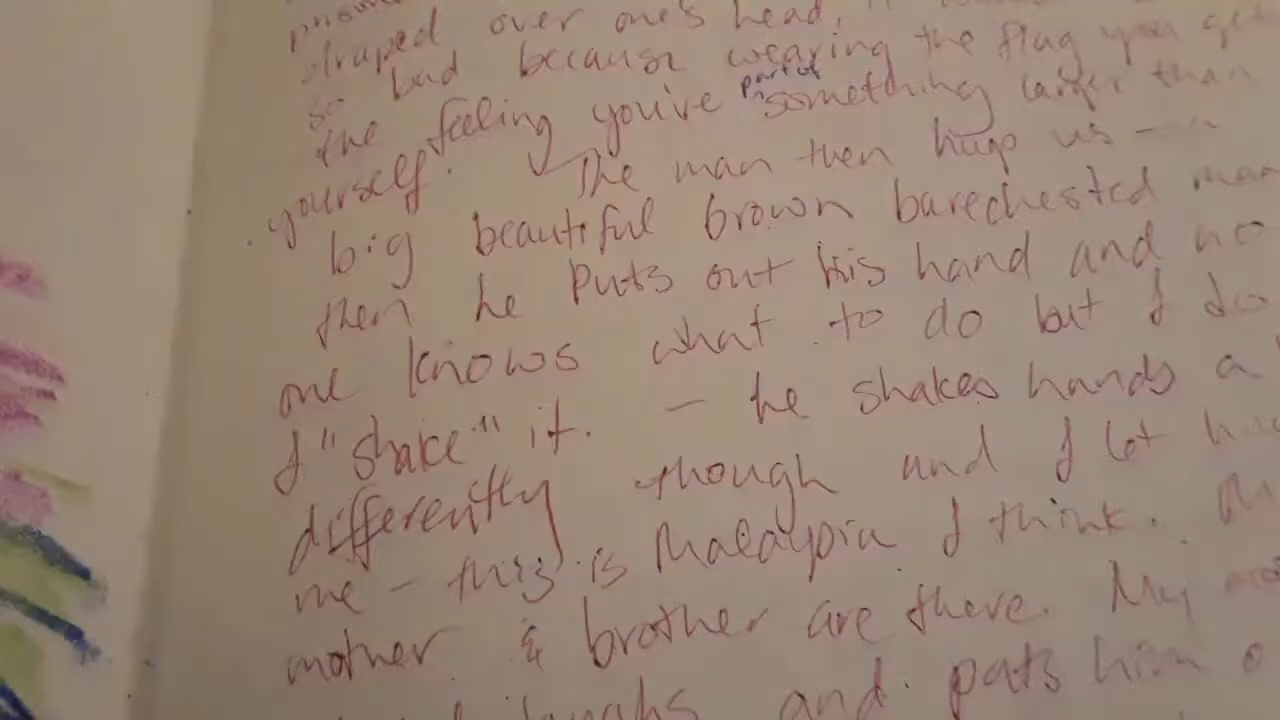 draped over one's head,
so bad because wearing the flag you get
the feeling you've part of something larger than
yourself. The man then hugs us — a
big beautiful brown barechested man
then he puts out his hand and no
one knows what to do but I do
I "shake" it. — he shakes hands a
differently though and I let
me — this is Malaysia I think.
mother & brother are there. My
laughs and pats him